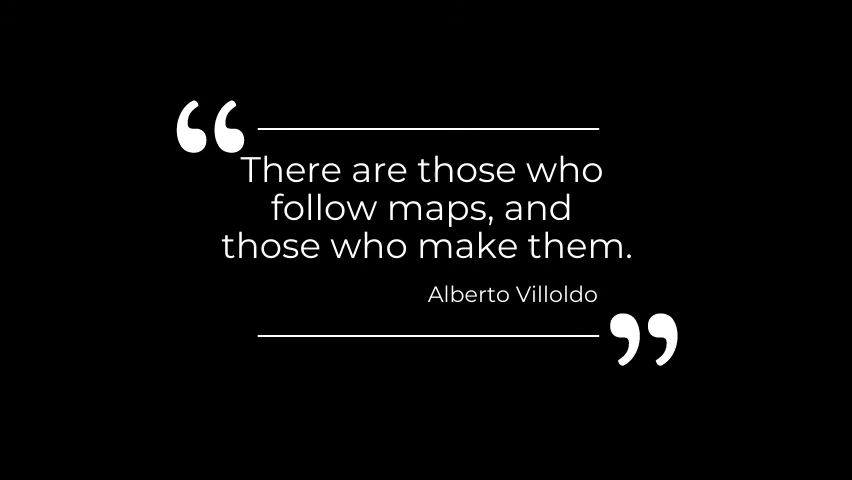 “
There are those who
follow maps, and
those who make them.
Alberto Villoldo
”